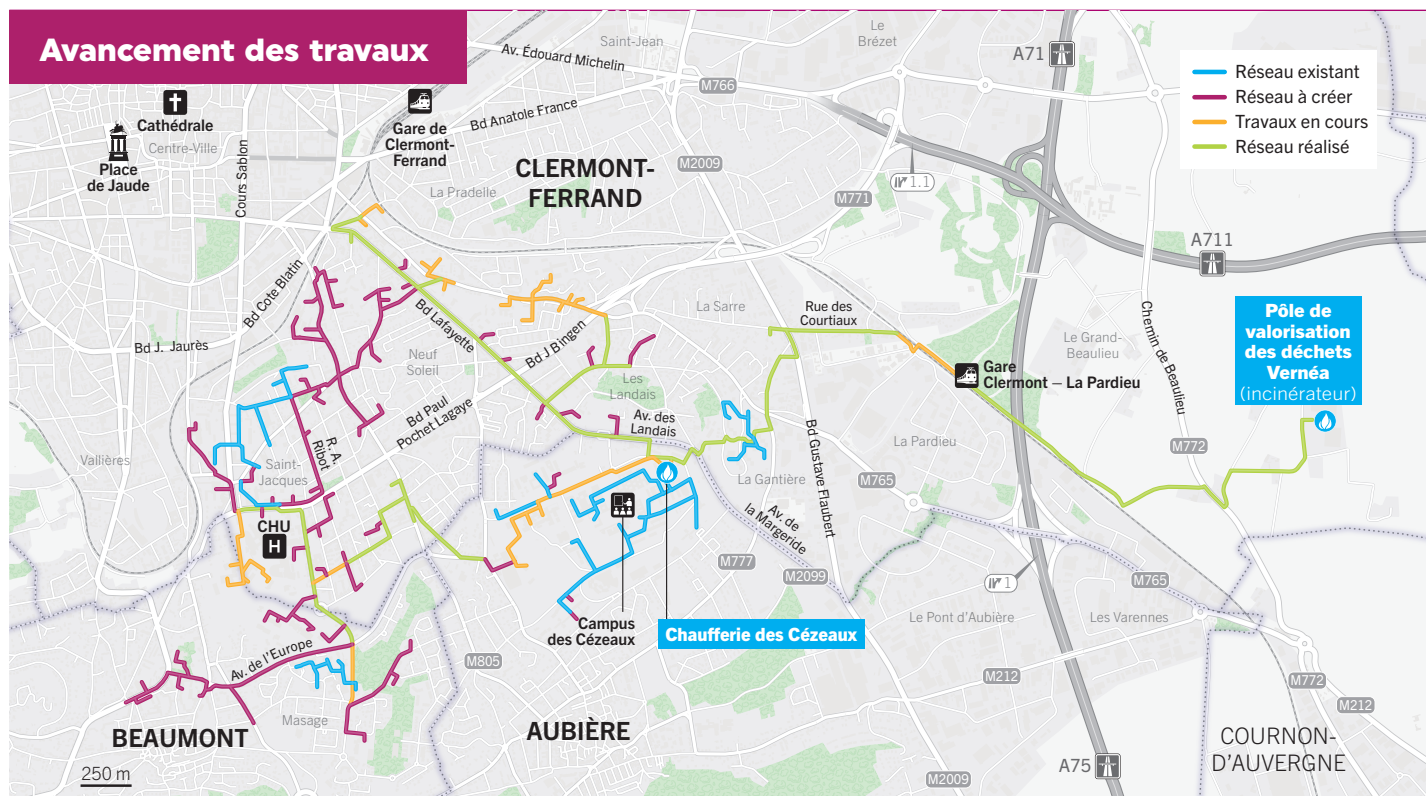 Avancement des travaux
Réseau existant
Réseau à créer
Travaux en cours
Réseau réalisé
Saint-Jean
Le
Brézet
A71
Av. Édouard Michelin
M766
Cathédrale
Centre-Ville
Place
de Jaude
Cours Sablon
Gare de
Clermont-
Ferrand
Bd Anatole France
M2009
CLERMONT-
FERRAND
La Pradelle
1.1
M771
A711
Bd Cote Blatin
Bd J. Jaurès
Bd Lafayette
Bd J Bingen
La Sarre
Rue des
Courtiaux
Le Grand-
Beaulieu
Chemin de Beaulieu
Pôle de
valorisation
des déchets
Vernéa
(incinérateur)
Neuf
Soleil
Les
Landais
Gare
Clermont – La Pardieu
Bd Paul
Pochet Lagaye
Av. des
Landais
Bd Gustave Flaubert
La Pardieu
M772
Vallières
R. A.
Ribot
Saint-
Jacques
La Gantière
M765
CHU
H
Av. de
la Margeride
M777
M2099
1
M765
Le Pont d'Aubière
Les Varennes
Campus
des Cézeaux
Chaufferie des Cézeaux
Av. de l'Europe
M805
M212
M772
M212
Masage
BEAUMONT
AUBIÈRE
COURNON-
D'AUVERGNE
250 m
M2009
A75